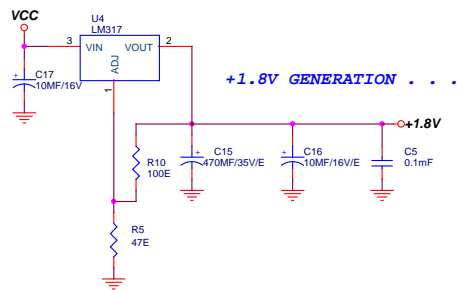 VCC
U4
LM317
3
VIN
VOUT
2
ADJ
1
C17
10MF/16V
+
+1.8V GENERATION . . .
+1.8V
R10
100E
+
C15
470MF/35V/E
+
C16
10MF/16V/E
C5
0.1mF
R5
47E